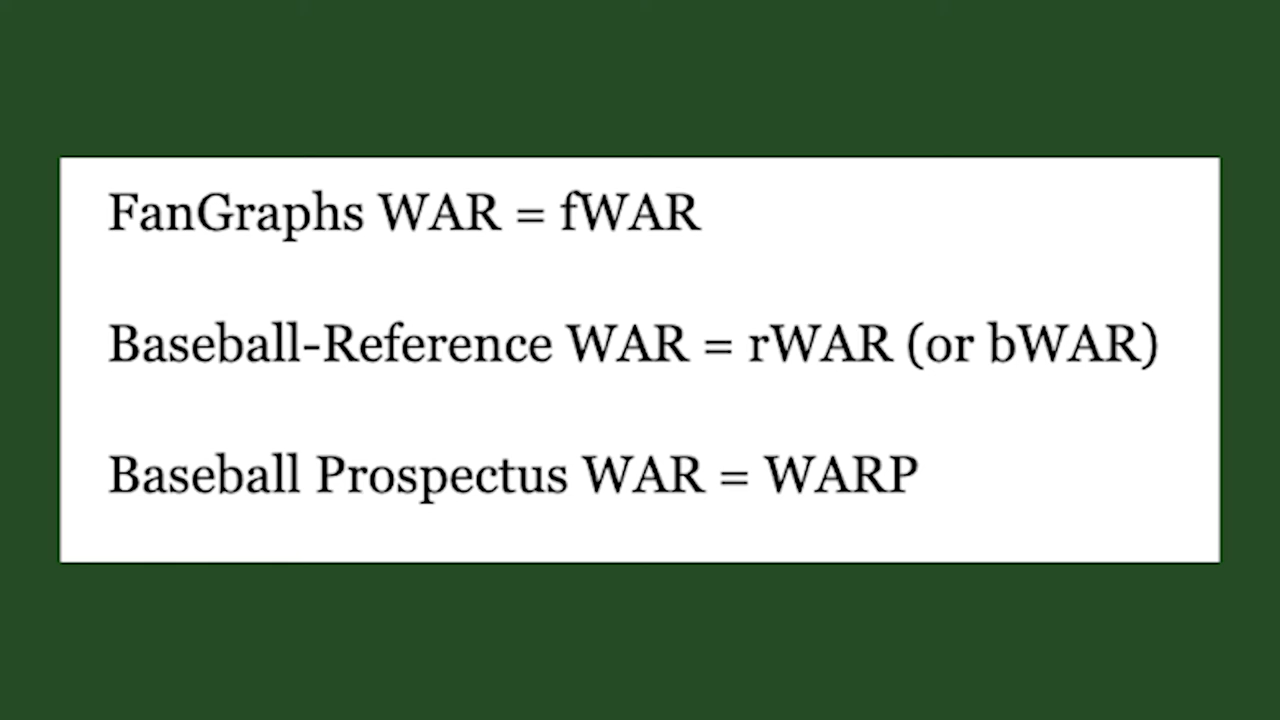 FanGraphs WAR = fWAR
Baseball-Reference WAR = rWAR (or bWAR)
Baseball Prospectus WAR = WARP